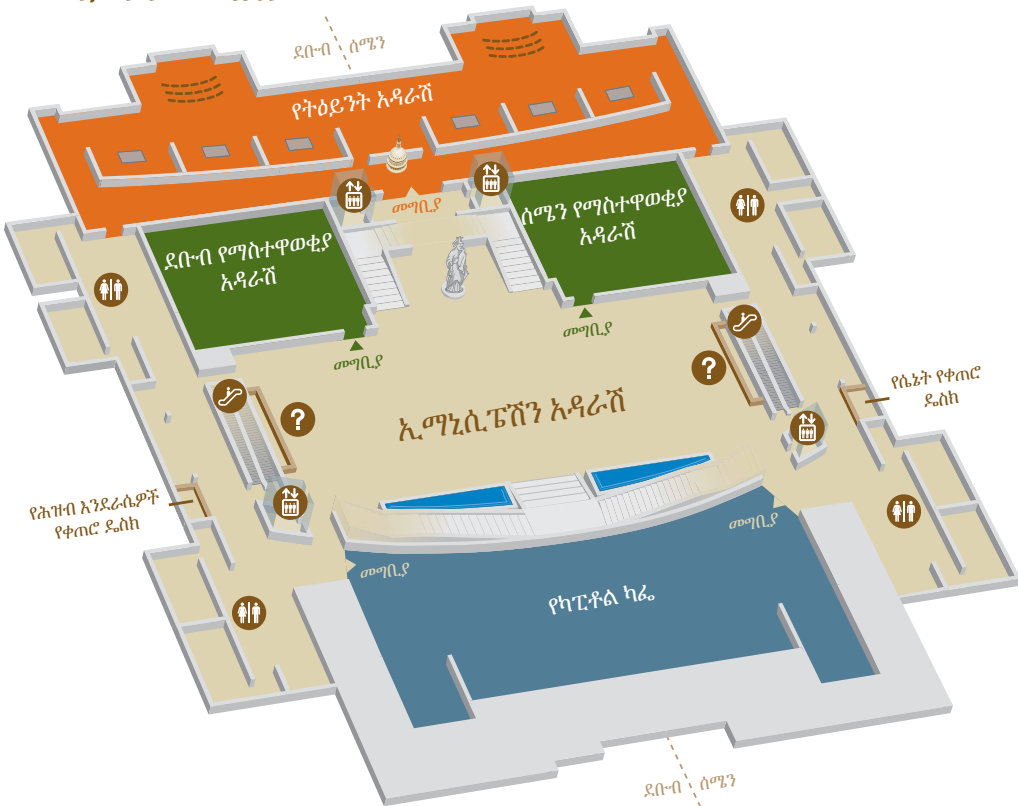 ደቡብ ሰሜን
የትዕይንት አዳራሽ
መግቢያ
ሰሜን የማስተዋወቂያ
አዳራሽ
ደቡብ የማስተዋወቂያ
አዳራሽ
መግቢያ
መግቢያ
?
?
ኢማኒሲፔሽን አዳራሽ
የሴኔት የቀጠሮ
ዴስክ
የሕዝብ እንደራሴዎች
የቀጠሮ ዴስክ
መግቢያ
መግቢያ
የካፒቶል ካፌ
ደቡብ ሰሜን